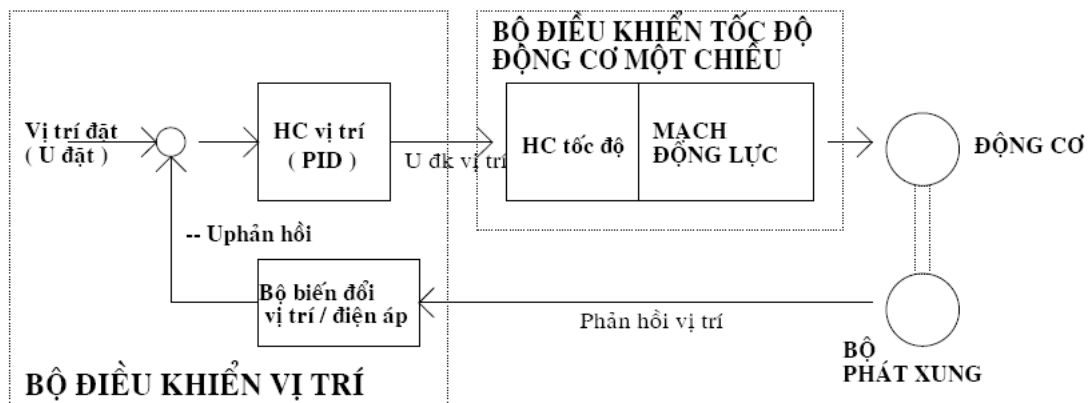 BỘ ĐIỀU KHIỂN TỐC ĐỘ
ĐỘNG CƠ MỘT CHIỀU
Vị trí đặt
( U đặt )
HC vị trí
( PID )
U đk vị trí
HC tốc độ
MẠCH
ĐỘNG LỰC
ĐỘNG CƠ
-- Uphản hồi
Bộ biến đổi
vị trí / điện áp
Phản hồi vị trí
BỘ
PHÁT XUNG
BỘ ĐIỀU KHIỂN VỊ TRÍ